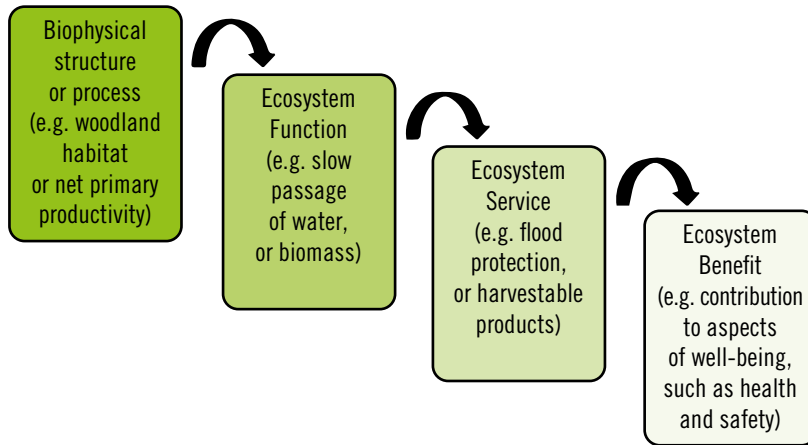 Biophysical
structure
or process
(e.g. woodland
habitat
or net primary
productivity)
Ecosystem
Function
(e.g. slow
passage
of water,
or biomass)
Ecosystem
Service
(e.g. flood
protection,
or harvestable
products)
Ecosystem
Benefit
(e.g. contribution
to aspects
of well-being,
such as health
and safety)